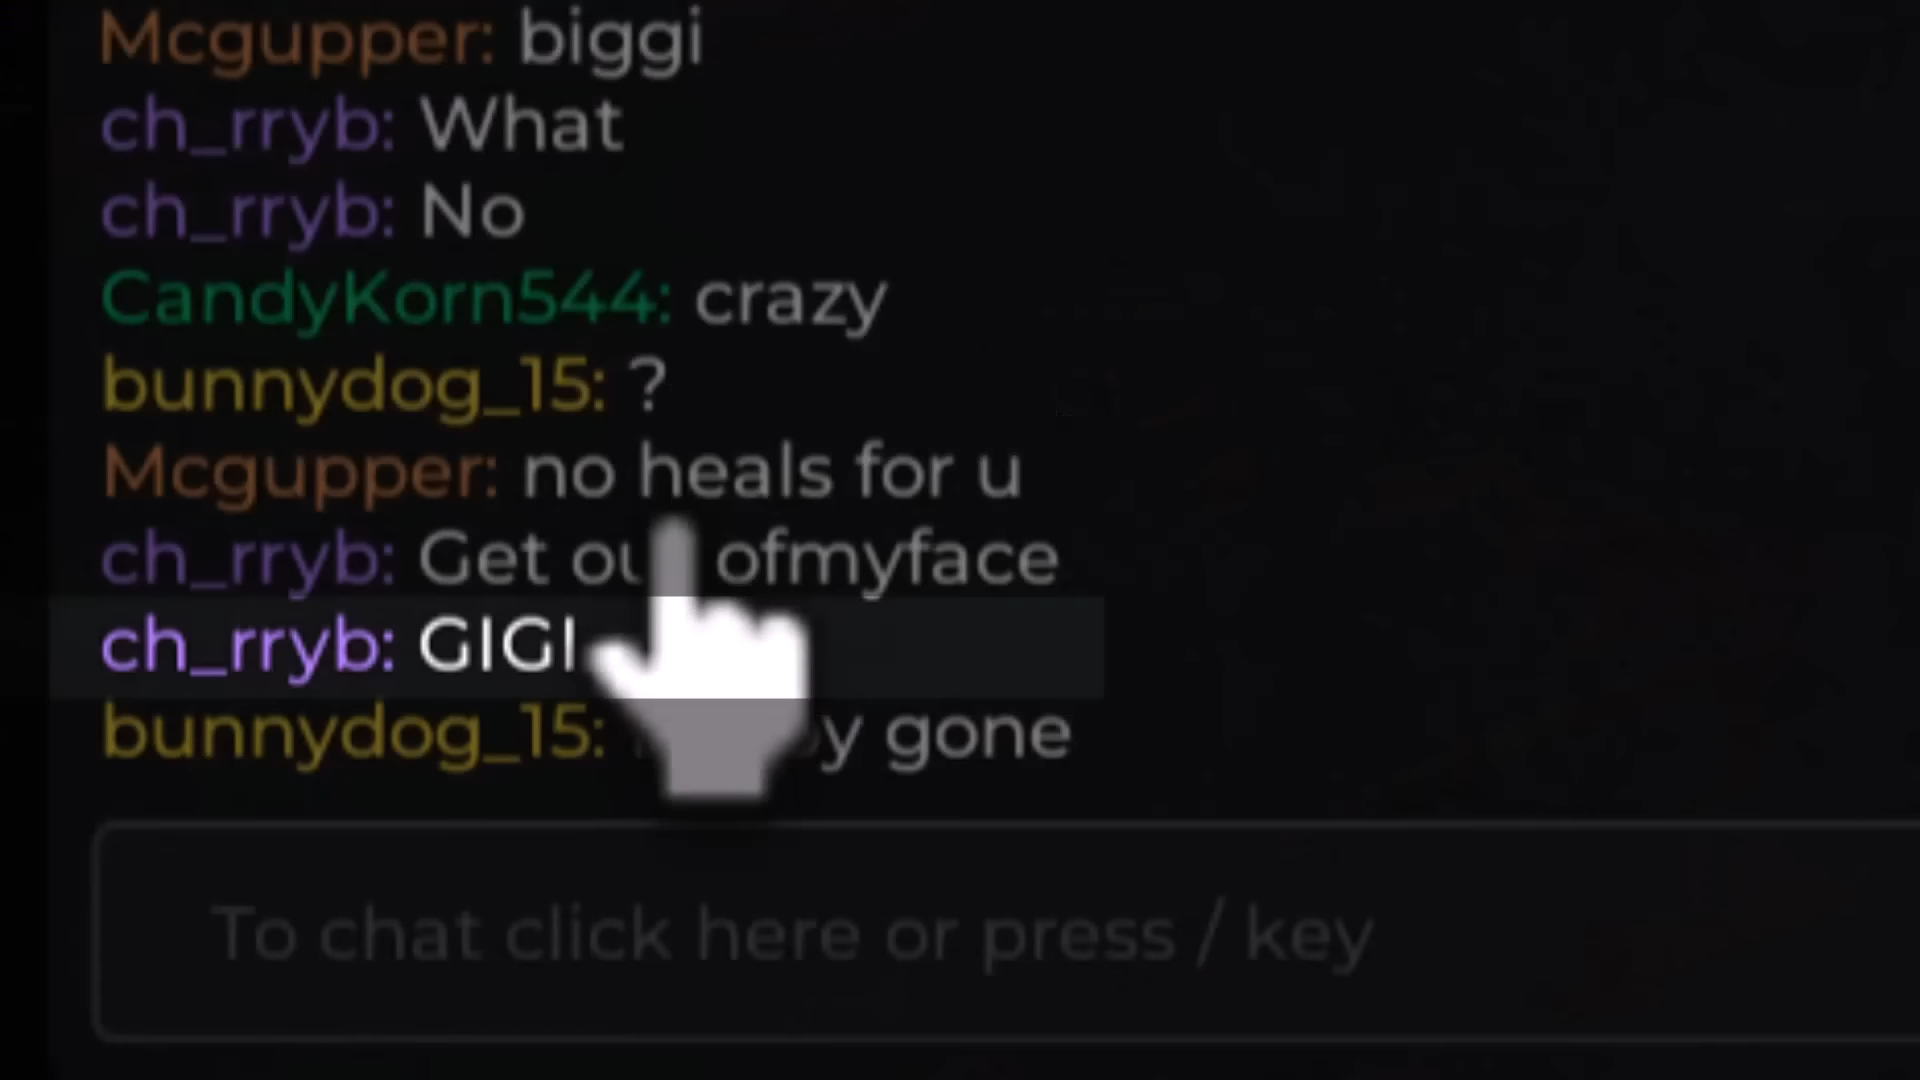 Mcgupper: biggi
ch_rryb: What
ch_rryb: No
CandyKorn544: crazy
bunnydog_15: ?
Mcgupper: no heals for u
ch_rryb: Get ofmyface
ch_rryb: GIGI
bunnydog_15: gone
To chat click here or press / key